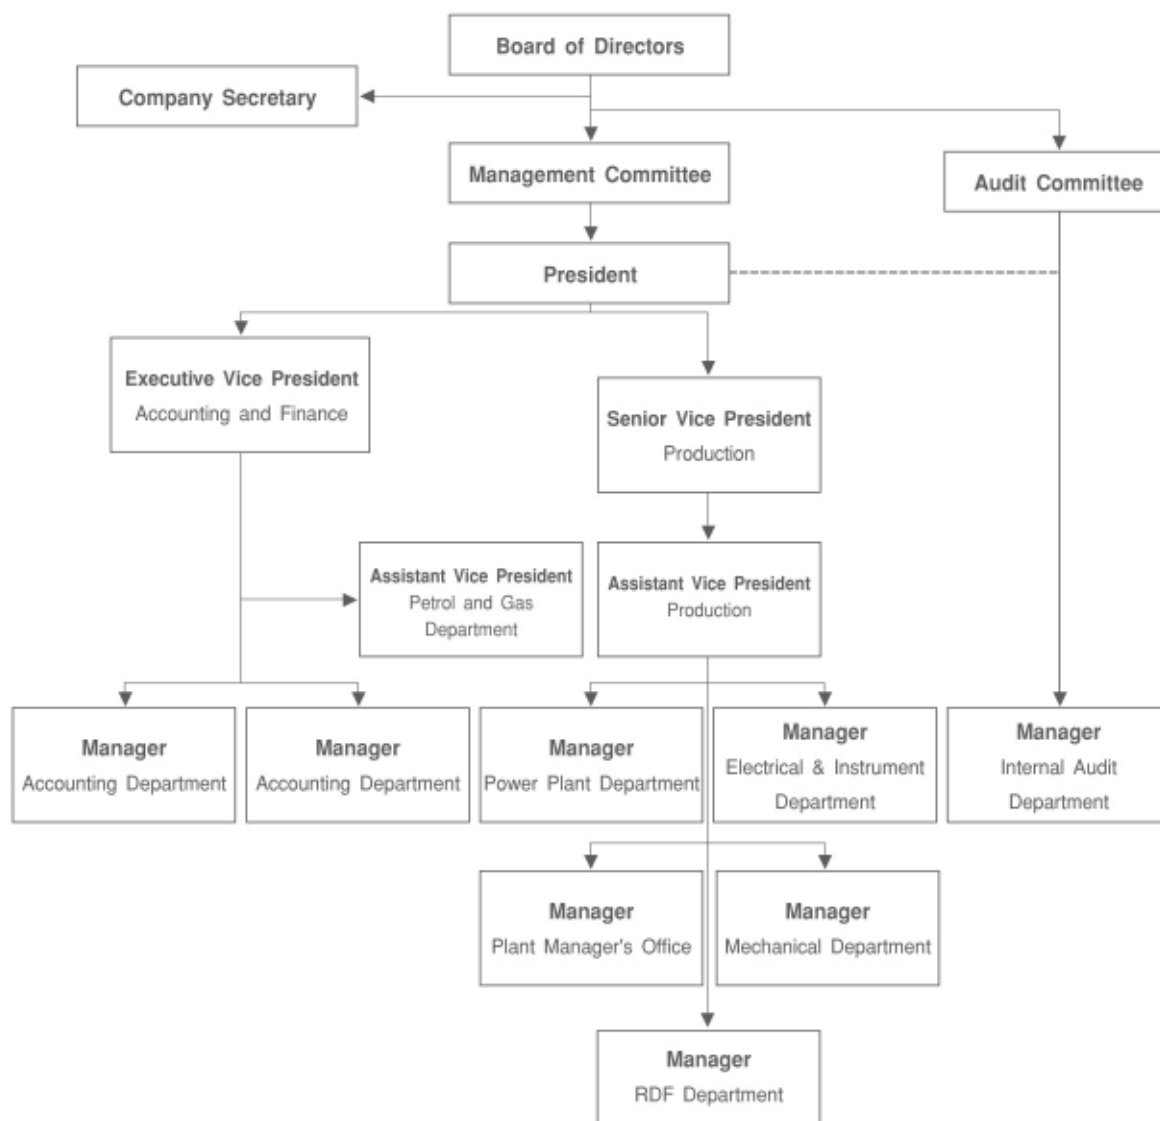 Board of Directors
Company Secretary
Management Committee
Audit Committee
President
Executive Vice President
Accounting and Finance
Senior Vice President
Production
Assistant Vice President
Petrol and Gas
Department
Assistant Vice President
Production
Manager
Accounting Department
Manager
Accounting Department
Manager
Power Plant Department
Manager
Electrical & Instrument
Department
Manager
Internal Audit
Department
Manager
Plant Manager's Office
Manager
Mechanical Department
Manager
RDF Department